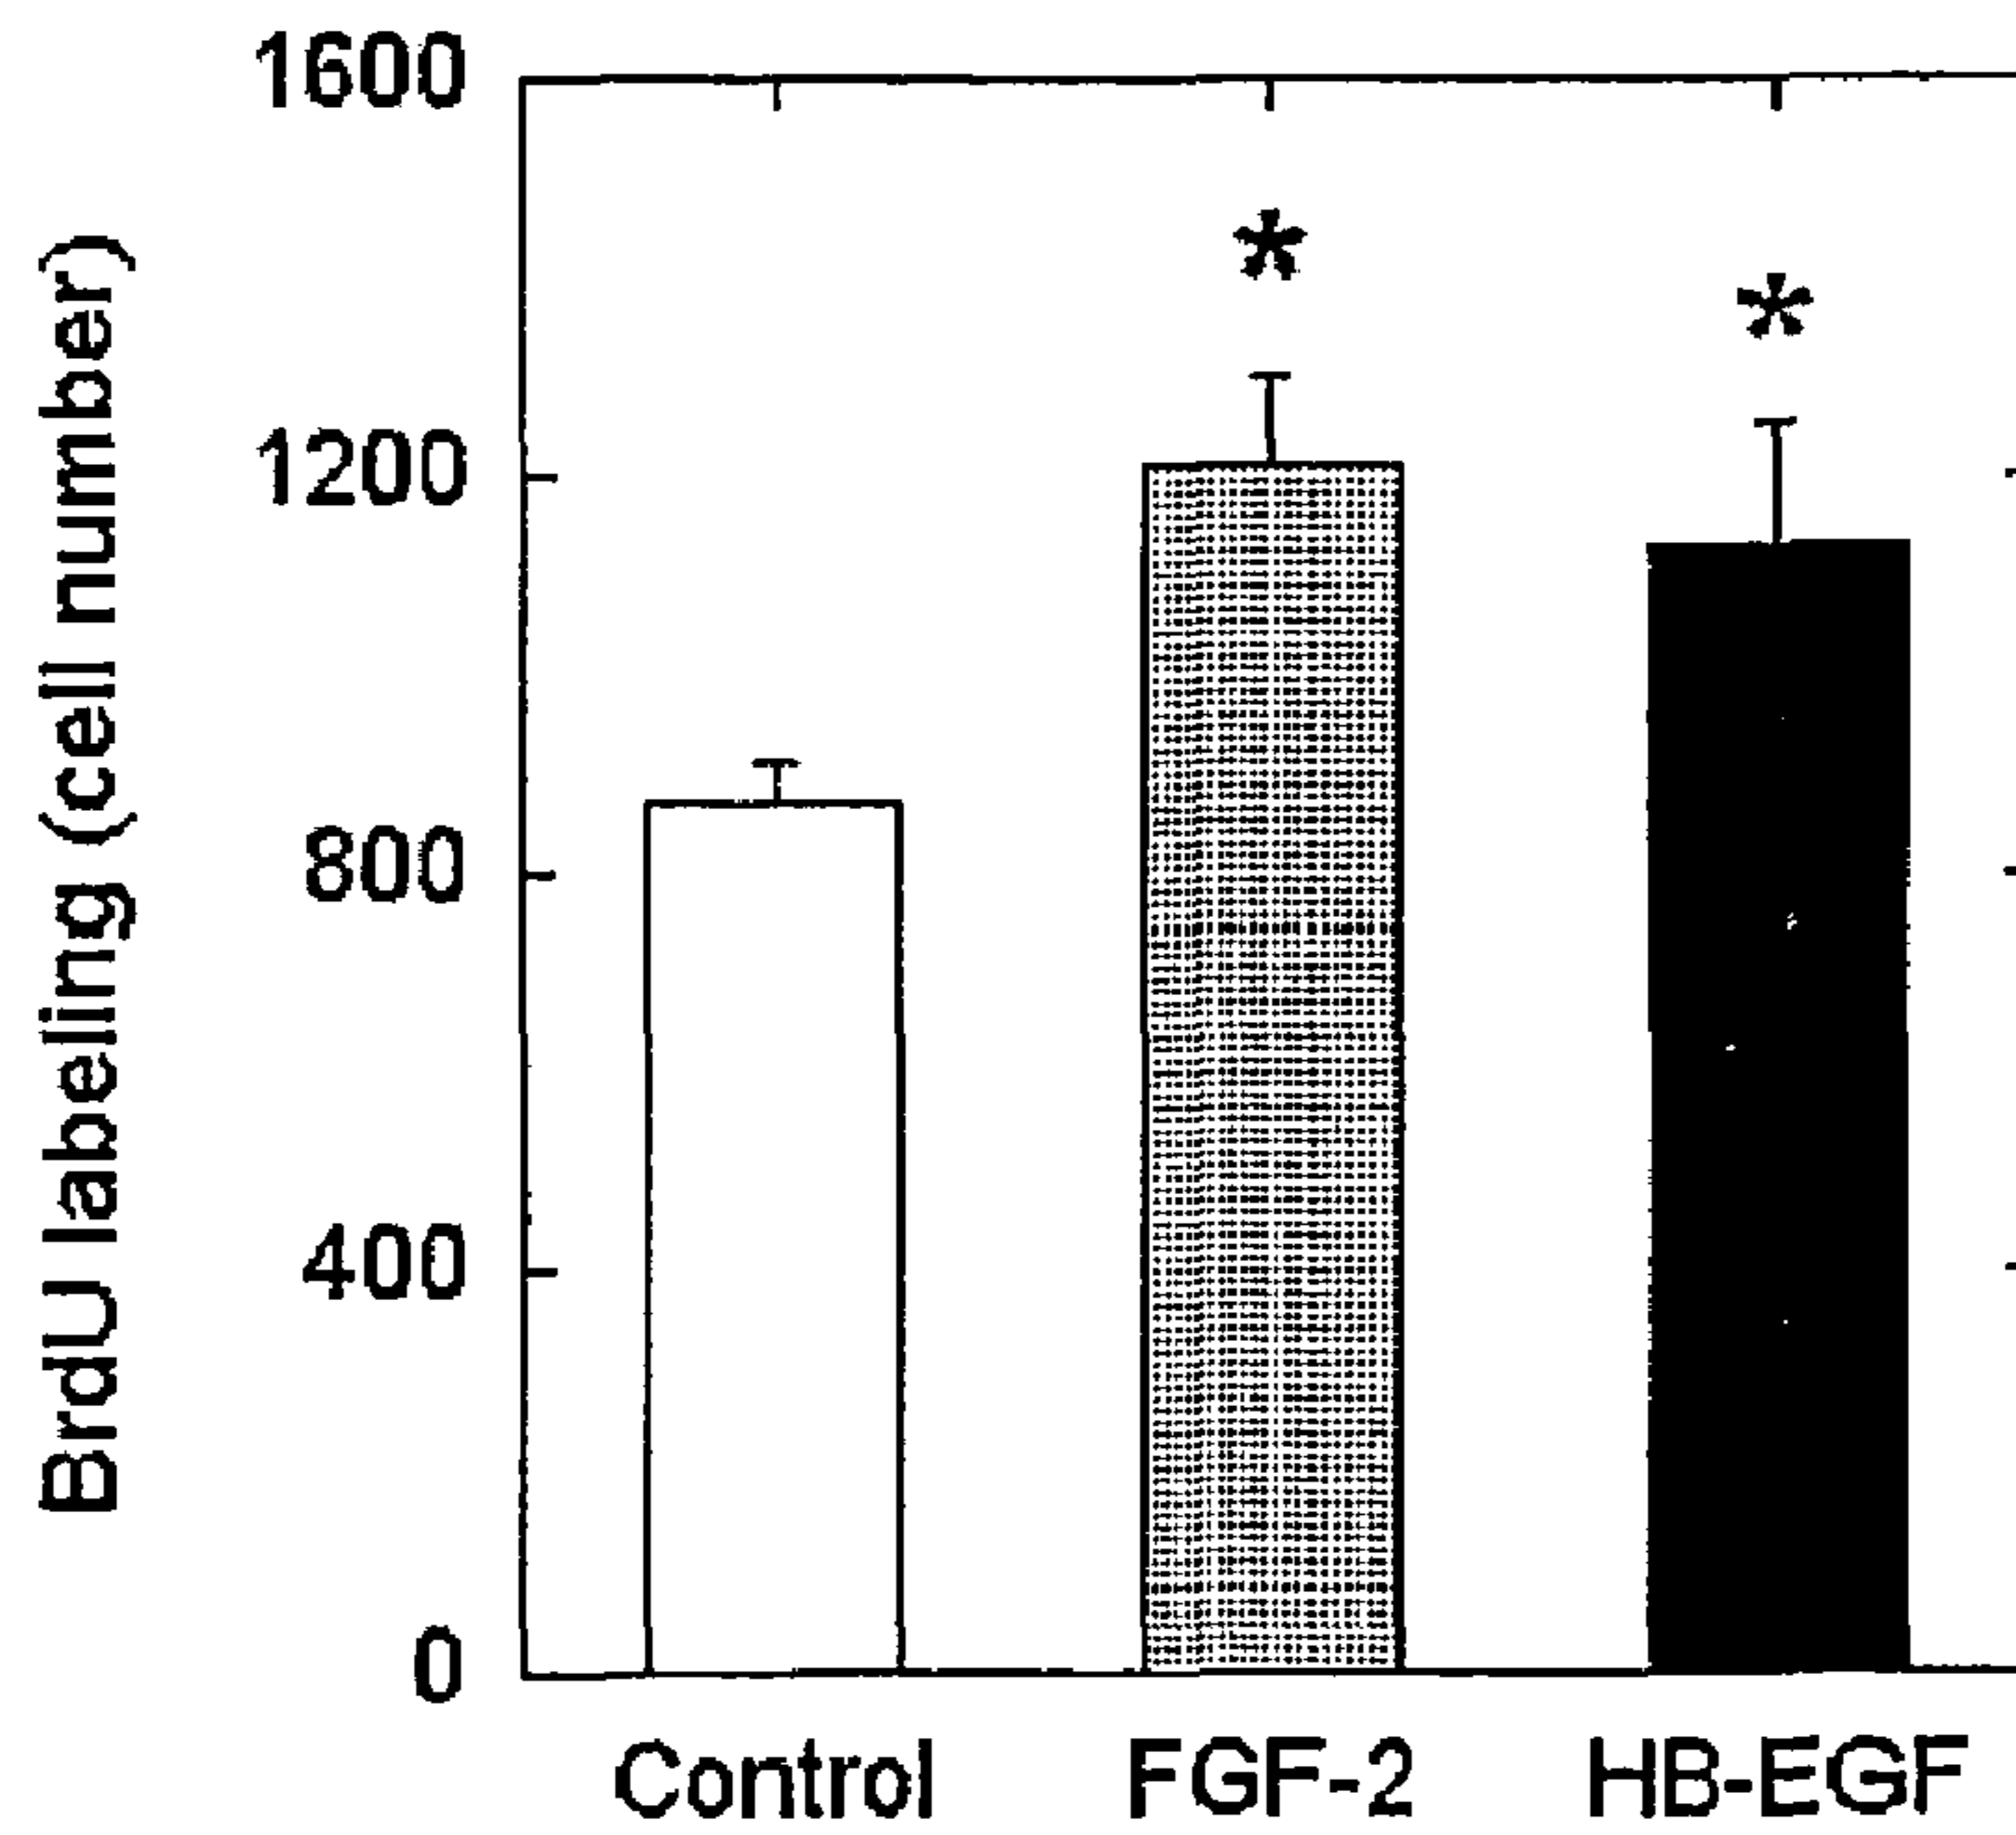 BrdU labeling (cell number)
1600
1200
800
400
0
*
*
Control
FGF-2
HB-EGF